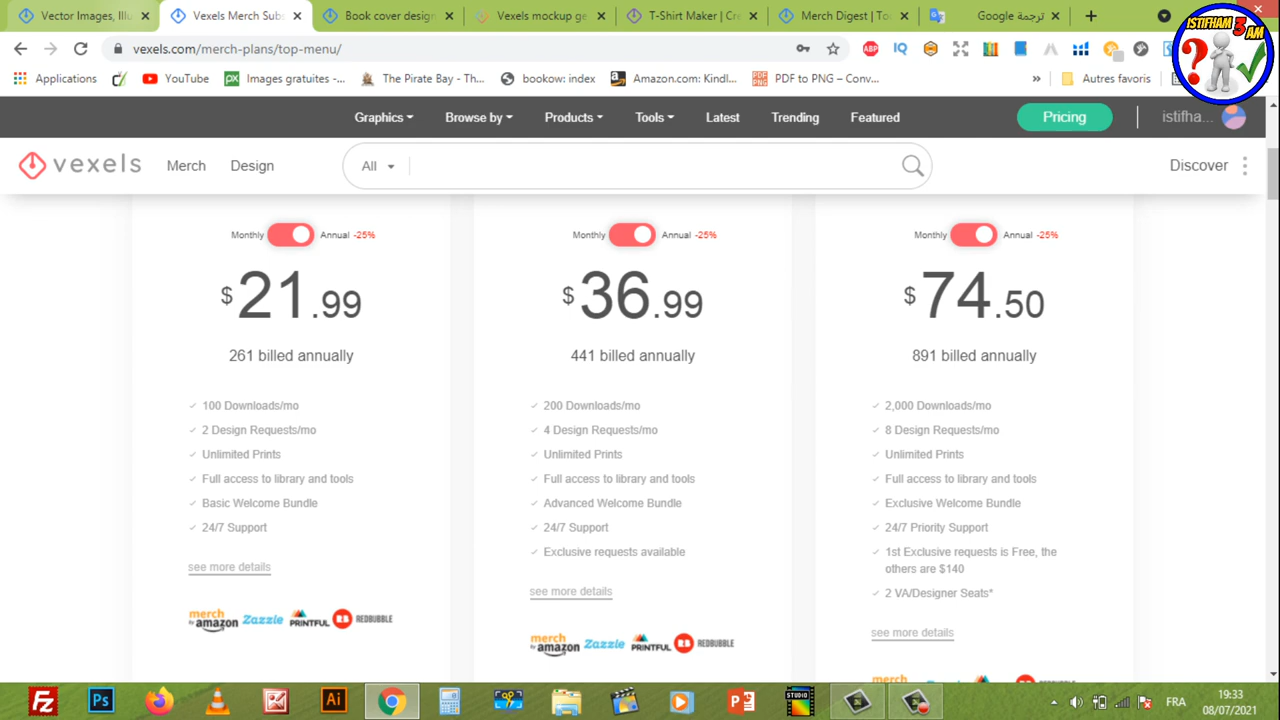 Vector Images, Illu
Vexels Merch Subs
Book cover design
Vexels mockup ge
T-Shirt Maker | Cre
Merch Digest | To
ترجمة Google
ISTIFHAM 3 AM
vexels.com/merch-plans/top-menu/
ABP
IQ
Applications
YouTube
Images gratuites -...
The Pirate Bay - Th...
bookow: index
Amazon.com: Kindl...
PDF to PNG – Conv...
»
Autres favoris
Graphics
Browse by
Products
Tools
Latest
Trending
Featured
Pricing
istifha...
vexels
Merch
Design
All
Discover
Monthly Annual -25%
Monthly Annual -25%
Monthly Annual -25%
$21.99
$36.99
$74.50
261 billed annually
441 billed annually
891 billed annually
100 Downloads/mo
2 Design Requests/mo
Unlimited Prints
Full access to library and tools
Basic Welcome Bundle
24/7 Support
see more details
merch by amazon Zazzle PRINTFUL RB REDBUBBLE
200 Downloads/mo
4 Design Requests/mo
Unlimited Prints
Full access to library and tools
Advanced Welcome Bundle
24/7 Support
Exclusive requests available
see more details
merch by amazon Zazzle PRINTFUL RB REDBUBBLE
2,000 Downloads/mo
8 Design Requests/mo
Unlimited Prints
Full access to library and tools
Exclusive Welcome Bundle
24/7 Priority Support
1st Exclusive requests is Free, the
others are $140
2 VA/Designer Seats*
see more details
Fz
Ps
Ai
STUDIO
FRA
19:33
08/07/2021